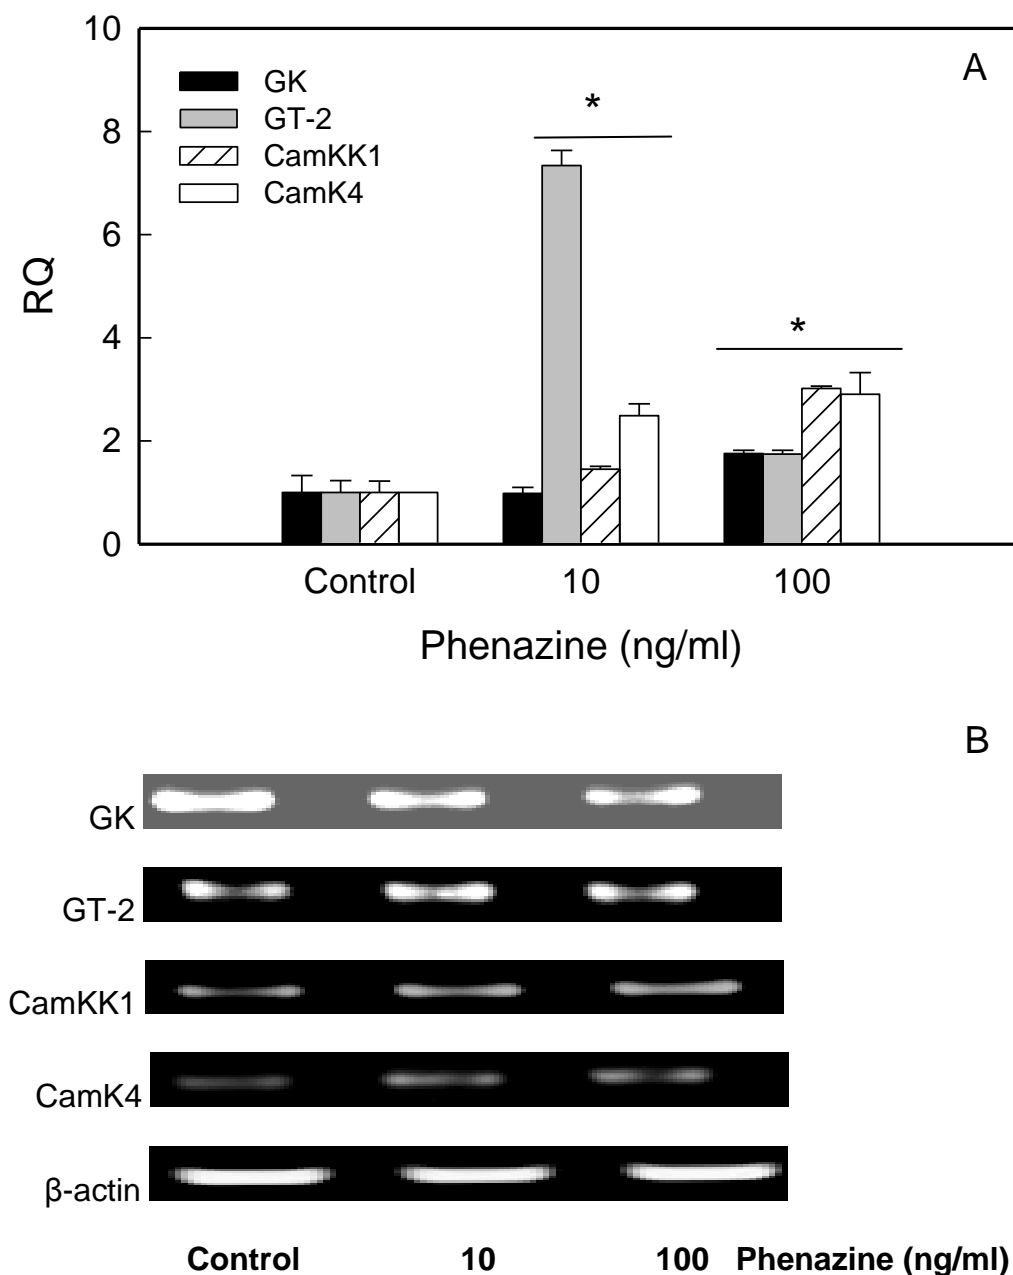 A
10
8
6
4
2
0
RQ
GK
GT-2
CamKK1
CamK4
*
*
Control 10 100
Phenazine (ng/ml)
B
GK
GT-2
CamKK1
CamK4
β-actin
Control 10 100 Phenazine (ng/ml)